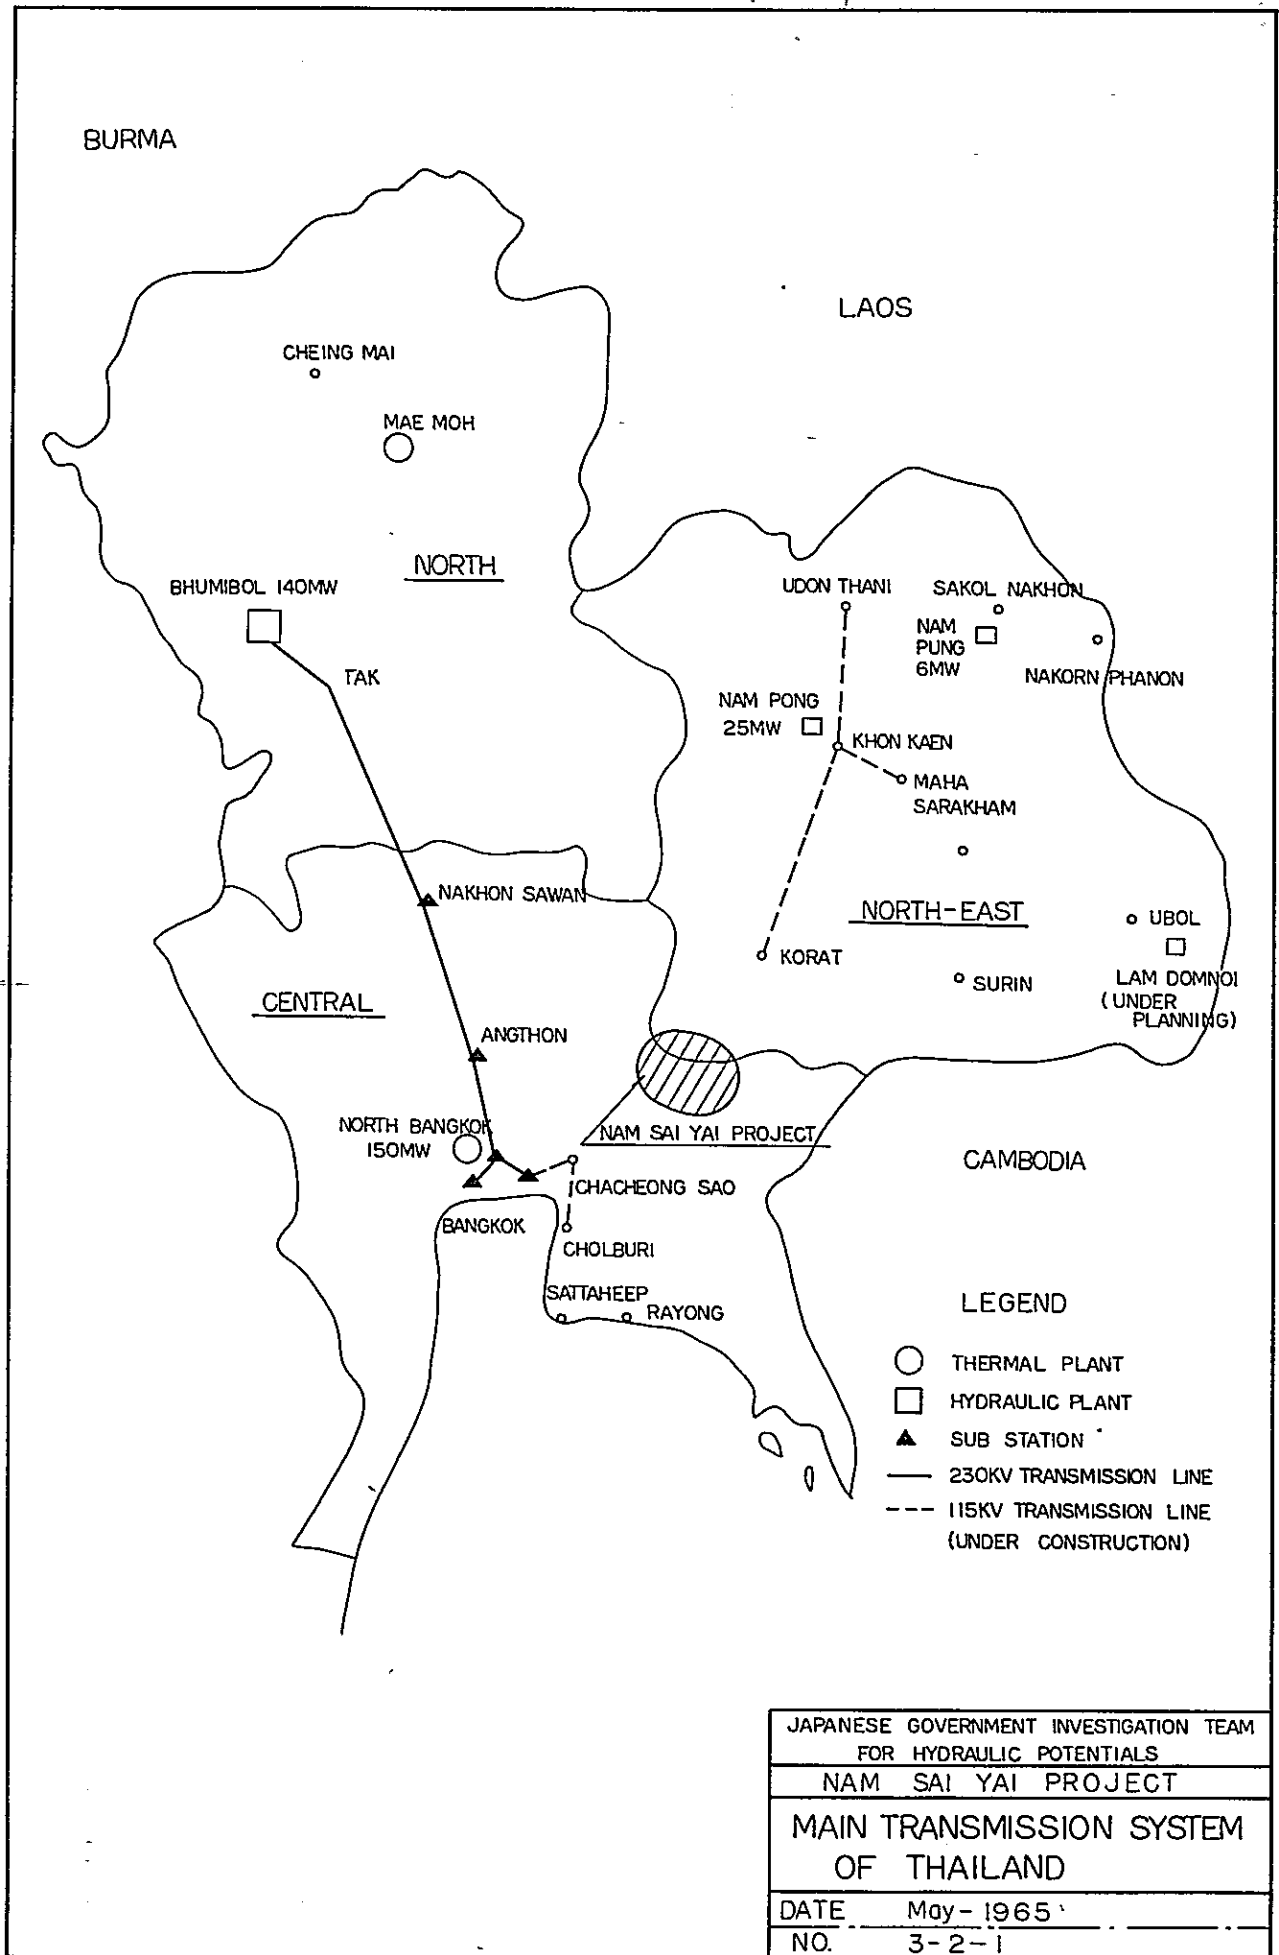 BURMA
LAOS
CHEING MAI
MAE MOH
NORTH
BHUMIBOL 140MW
TAK
UDON THANI
SAKOL NAKHON
NAM
PUNG
6MW
NAKORN PHANON
NAM PONG
25MW
KHON KAEN
MAHA
SARAKHAM
NAKHON SAWAN
NORTH-EAST
UBOL
KORAT
SURIN
LAM DOMNOI
(UNDER
PLANNING)
CENTRAL
ANGTHON
NORTH BANGKOK
150MW
NAM SAI YAI PROJECT
CAMBODIA
CHACHEONG SAO
BANGKOK
CHOLBURI
SATTAHEEP
RAYONG
LEGEND
THERMAL PLANT
HYDRAULIC PLANT
SUB STATION
230KV TRANSMISSION LINE
115KV TRANSMISSION LINE
(UNDER CONSTRUCTION)
JAPANESE GOVERNMENT INVESTIGATION TEAM
FOR HYDRAULIC POTENTIALS
NAM SAI YAI PROJECT
MAIN TRANSMISSION SYSTEM
OF THAILAND
DATE May-1965
NO. 3-2-1